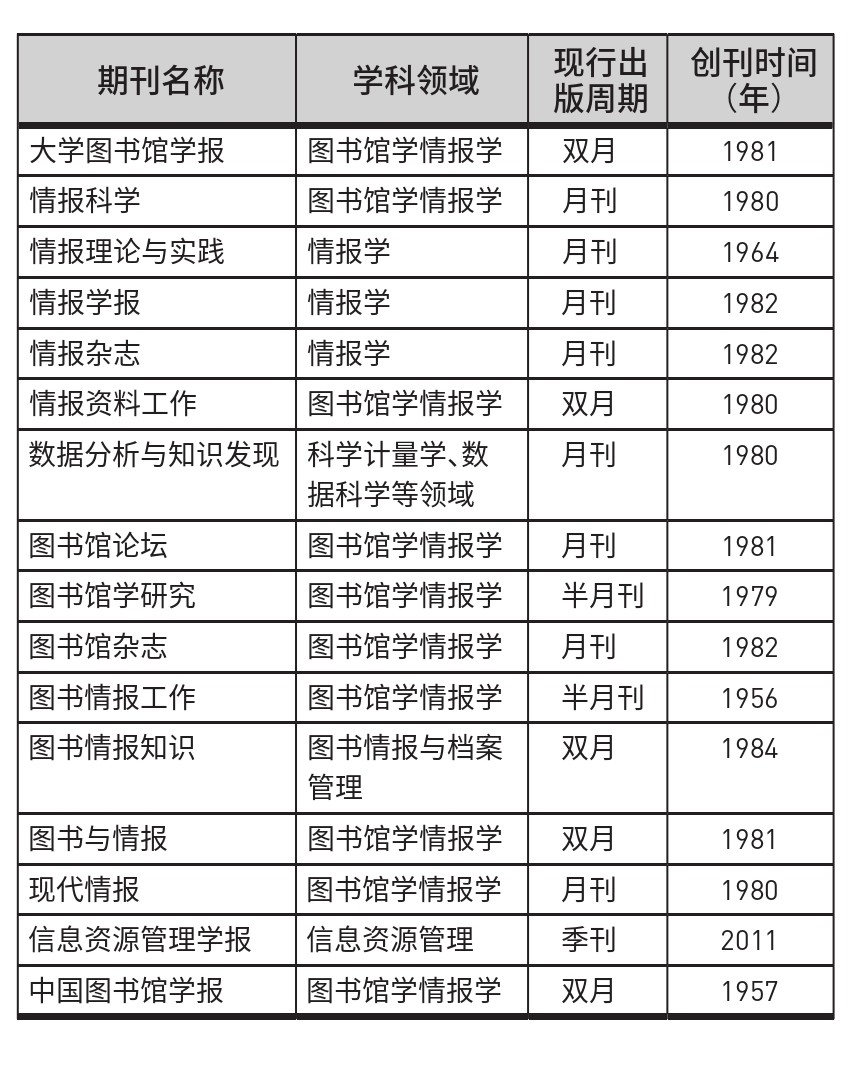 期刊名称 学科领域 现行出版周期 创刊时间（年）
大学图书馆学报 图书馆学情报学 双月 1981
情报科学 图书馆学情报学 月刊 1980
情报理论与实践 情报学 月刊 1964
情报学报 情报学 月刊 1982
情报杂志 情报学 月刊 1982
情报资料工作 图书馆学情报学 双月 1980
数据分析与知识发现 科学计量学、数 月刊 1980
据科学等领域
图书馆论坛 图书馆学情报学 月刊 1981
图书馆学研究 图书馆学情报学 半月刊 1979
图书馆杂志 图书馆学情报学 月刊 1982
图书情报工作 图书馆学情报学 半月刊 1956
图书情报知识 图书情报与档案 双月 1984
管理
图书与情报 图书馆学情报学 双月 1981
现代情报 图书馆学情报学 月刊 1980
信息资源管理学报 信息资源管理 季刊 2011
中国图书馆学报 图书馆学情报学 双月 1957